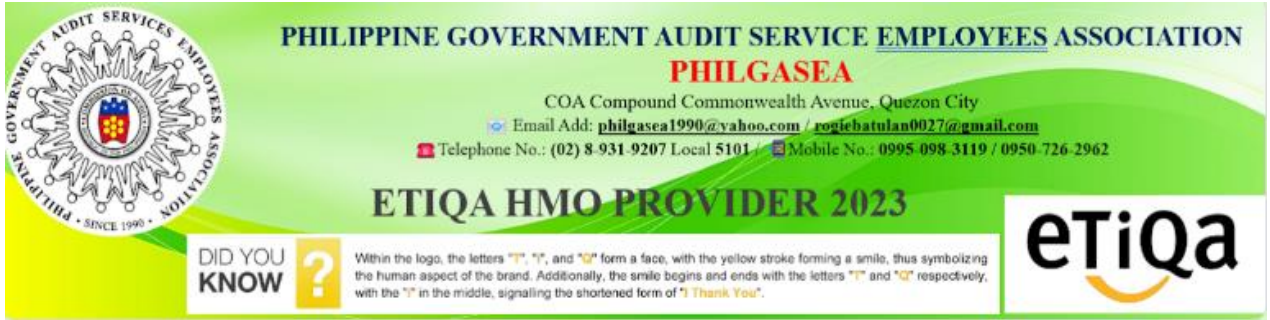 PHILIPPINE GOVERNMENT AUDIT SERVICES EMPLOYEES ASSOCIATION
• SINCE 1990 •
PHILIPPINE GOVERNMENT AUDIT SERVICE EMPLOYEES ASSOCIATION
PHILGASEA
COA Compound Commonwealth Avenue, Quezon City
Email Add: philgasea1990@yahoo.com / rogiebatulan0027@gmail.com
Telephone No.: (02) 8-931-9207 Local 5101 / Mobile No.: 0995-098-3119 / 0950-726-2962
ETIQA HMO PROVIDER 2023
DID YOU
KNOW ?
Within the logo, the letters "T", "i", and "Q" form a face, with the yellow stroke forming a smile, thus symbolizing
the human aspect of the brand. Additionally, the smile begins and ends with the letters "T" and "Q" respectively,
with the "i" in the middle, signalling the shortened form of "I Thank You".
eTiQa